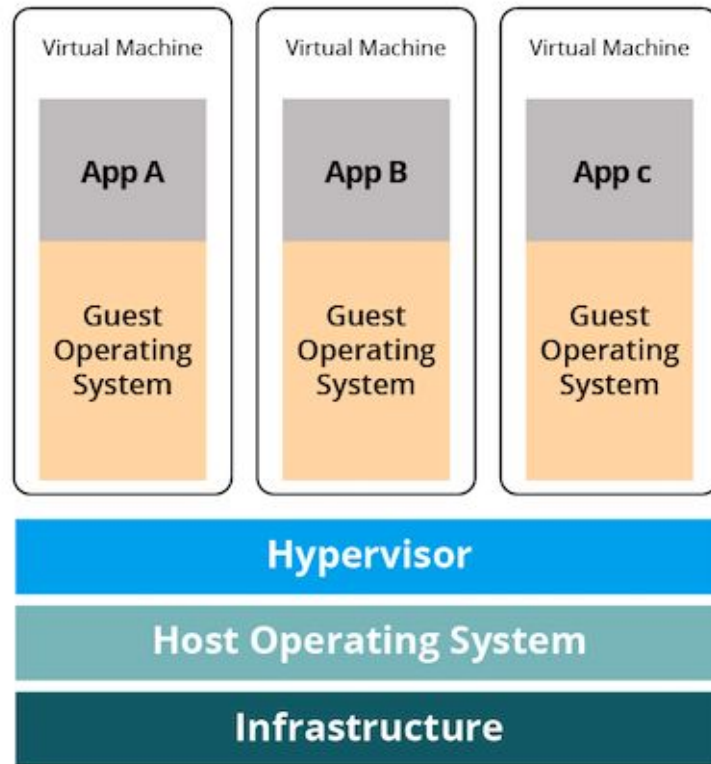 Virtual Machine
Virtual Machine
Virtual Machine
App A
App B
App c
Guest
Operating
System
Guest
Operating
System
Guest
Operating
System
Hypervisor
Host Operating System
Infrastructure